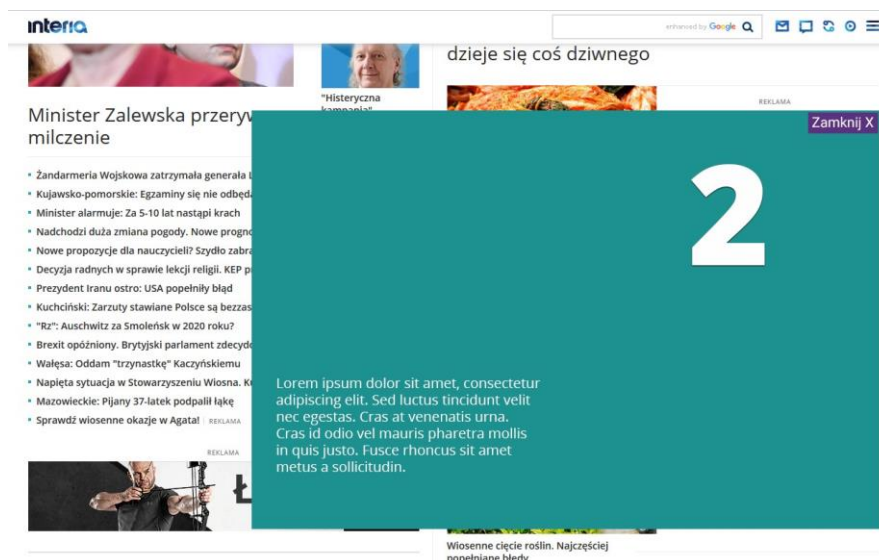 interia
enhanced by Google
dzieje się coś dziwnego
"Histeryczna
kampania"
REKLAMA
Minister Zalewska przeryw
milczenie
Zamknij X
2
Żandarmeria Wojskowa zatrzymała generała
Kujawsko-pomorskie: Egzaminy się nie odbędą
Minister alarmuje: Za 5-10 lat nastąpi krach
Nadchodzi duża zmiana pogody. Nowe progno
Nowe propozycje dla nauczycieli? Szydło zabra
Decyzja radnych w sprawie lekcji religii. KEP p
Prezydent Iranu ostro: USA popełniły błąd
Kuchciński: Zarzuty stawiane Polsce są bezzas
"Rz": Auschwitz za Smoleńsk w 2020 roku?
Brexit opóźniony. Brytyjski parlament zdecydo
Wałęsa: Oddam "trzynastkę" Kaczyńskiemu
Napięta sytuacja w Stowarzyszeniu Wiosna.
Mazowieckie: Pijany 37-latek podpalił łąkę
Sprawdź wiosenne okazje w Agata! REKLAMA
REKLAMA
Ł
Lorem ipsum dolor sit amet, consectetur
adipiscing elit. Sed luctus tincidunt velit
nec egestas. Cras at venenatis urna.
Cras id odio vel mauris pharetra mollis
in quis justo. Fusce rhoncus sit amet
metus a sollicitudin.
Wiosenne cięcie roślin. Najczęściej
popełniane błędy